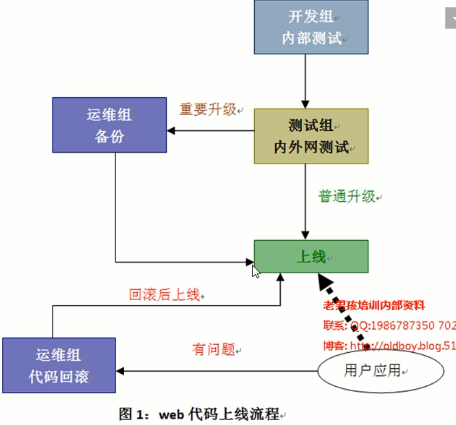 开发组
内部测试
重要升级
运维组
备份
测试组
内外网测试
普通升级
上线
回滚后上线
老男孩培训内部资料
联系: QQ:1986787350 702
博客: http://oldboy.blog.51
有问题
运维组
代码回滚
用户应用
图 1：web 代码上线流程